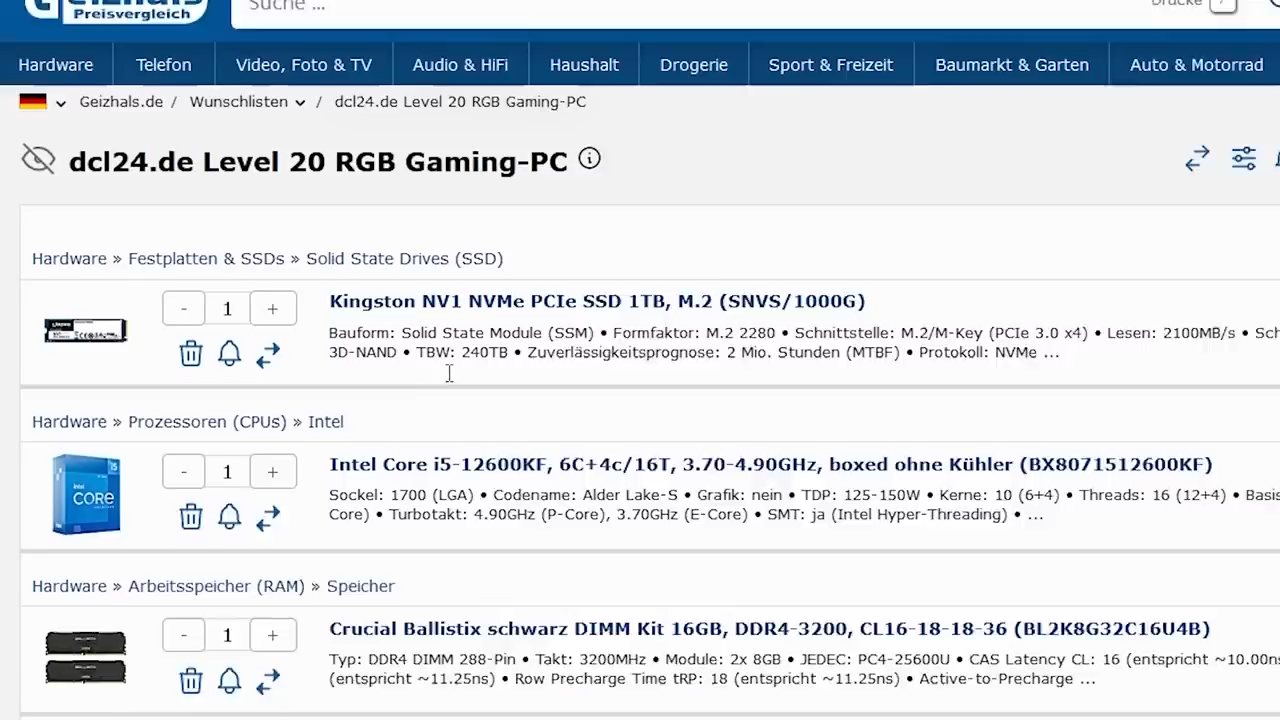 Geizhals
Preisvergleich
Suche ...
Drücke /
Hardware Telefon Video, Foto & TV Audio & HiFi Haushalt Drogerie Sport & Freizeit Baumarkt & Garten Auto & Motorrad
Geizhals.de / Wunschlisten / dcl24.de Level 20 RGB Gaming-PC
dcl24.de Level 20 RGB Gaming-PC
Hardware » Festplatten & SSDs » Solid State Drives (SSD)
- 1 +
Kingston NV1 NVMe PCIe SSD 1TB, M.2 (SNVS/1000G)
Bauform: Solid State Module (SSM) • Formfaktor: M.2 2280 • Schnittstelle: M.2/M-Key (PCIe 3.0 x4) • Lesen: 2100MB/s • Sch
3D-NAND • TBW: 240TB • Zuverlässigkeitsprognose: 2 Mio. Stunden (MTBF) • Protokoll: NVMe ...
Hardware » Prozessoren (CPUs) » Intel
intel
CORE
i5
- 1 +
Intel Core i5-12600KF, 6C+4c/16T, 3.70-4.90GHz, boxed ohne Kühler (BX8071512600KF)
Sockel: 1700 (LGA) • Codename: Alder Lake-S • Grafik: nein • TDP: 125-150W • Kerne: 10 (6+4) • Threads: 16 (12+4) • Basis
Core) • Turbotakt: 4.90GHz (P-Core), 3.70GHz (E-Core) • SMT: ja (Intel Hyper-Threading) • ...
Hardware » Arbeitsspeicher (RAM) » Speicher
- 1 +
Crucial Ballistix schwarz DIMM Kit 16GB, DDR4-3200, CL16-18-18-36 (BL2K8G32C16U4B)
Typ: DDR4 DIMM 288-Pin • Takt: 3200MHz • Module: 2x 8GB • JEDEC: PC4-25600U • CAS Latency CL: 16 (entspricht ~10.00ns
(entspricht ~11.25ns) • Row Precharge Time tRP: 18 (entspricht ~11.25ns) • Active-to-Precharge ...